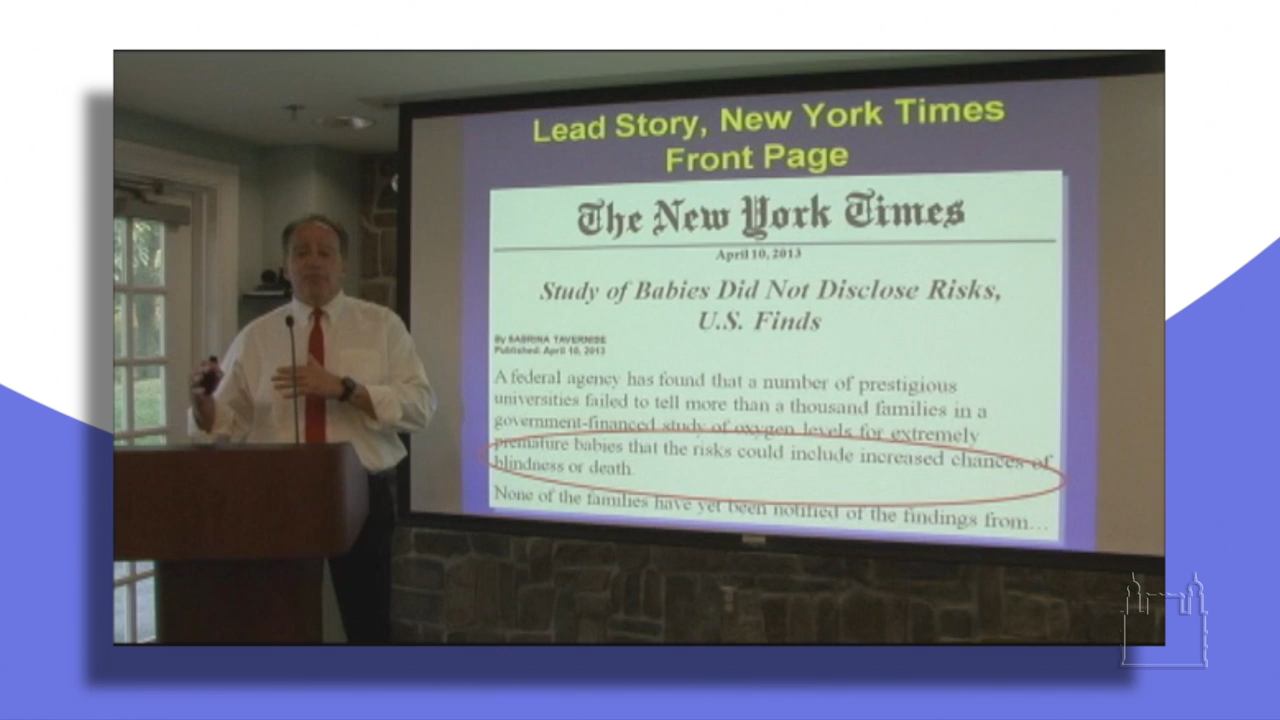 Lead Story, New York Times
Front Page
The New York Times
April 10, 2013
Study of Babies Did Not Disclose Risks,
U.S. Finds
By SABRINA TAVERNISE
Published: April 10, 2013
A federal agency has found that a number of prestigious
universities failed to tell more than a thousand families in a
government-financed study of oxygen levels for extremely
premature babies that the risks could include increased chances of
blindness or death.
None of the families have yet been notified of the findings from...